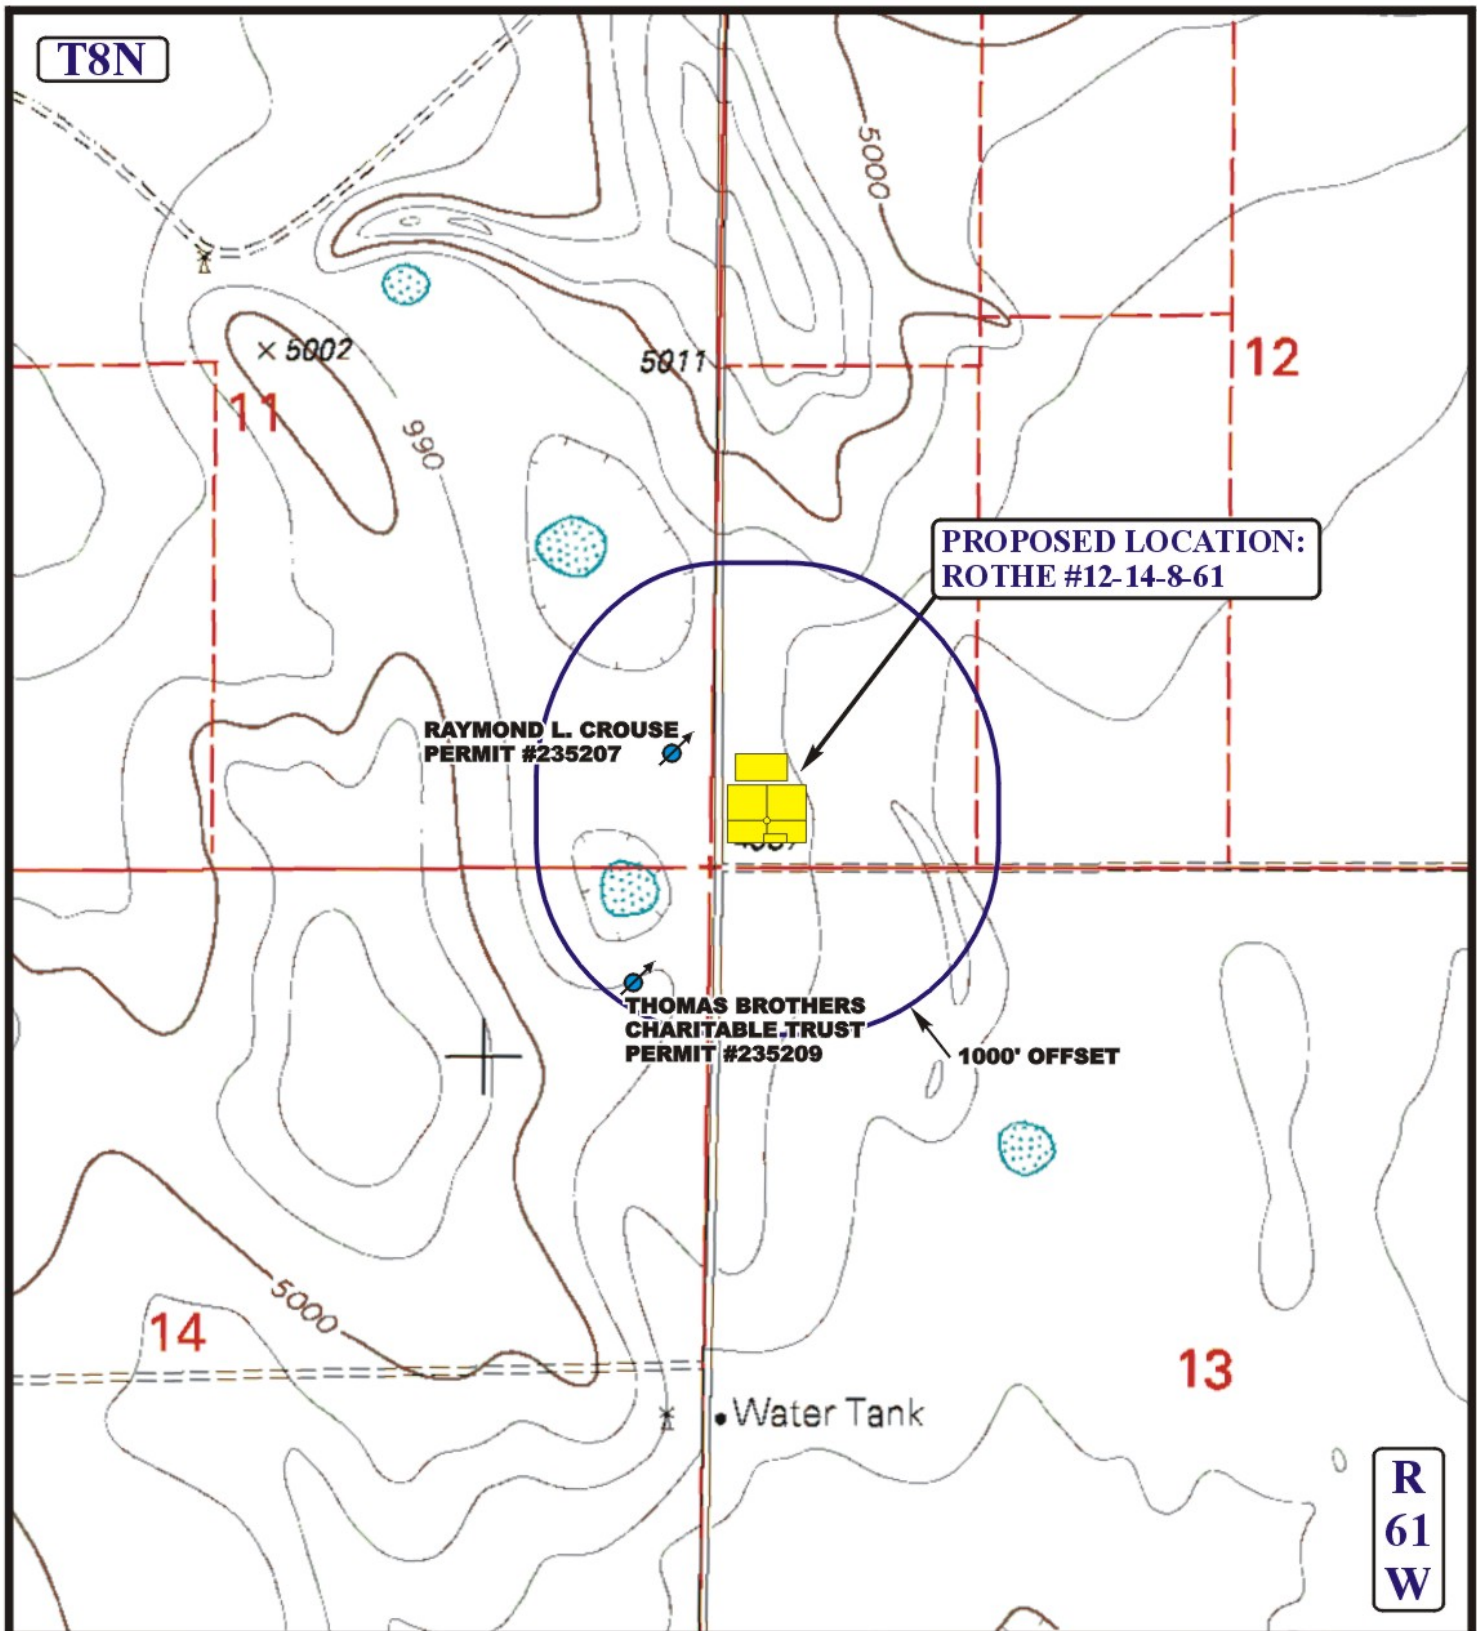 T8N
5000
× 5002
5011
12
11
990
PROPOSED LOCATION:
ROTHE #12-14-8-61
RAYMOND L. CROUSE
PERMIT #235207
THOMAS BROTHERS
CHARITABLE TRUST
PERMIT #235209
1000' OFFSET
5000
14
13
Water Tank
R
61
W